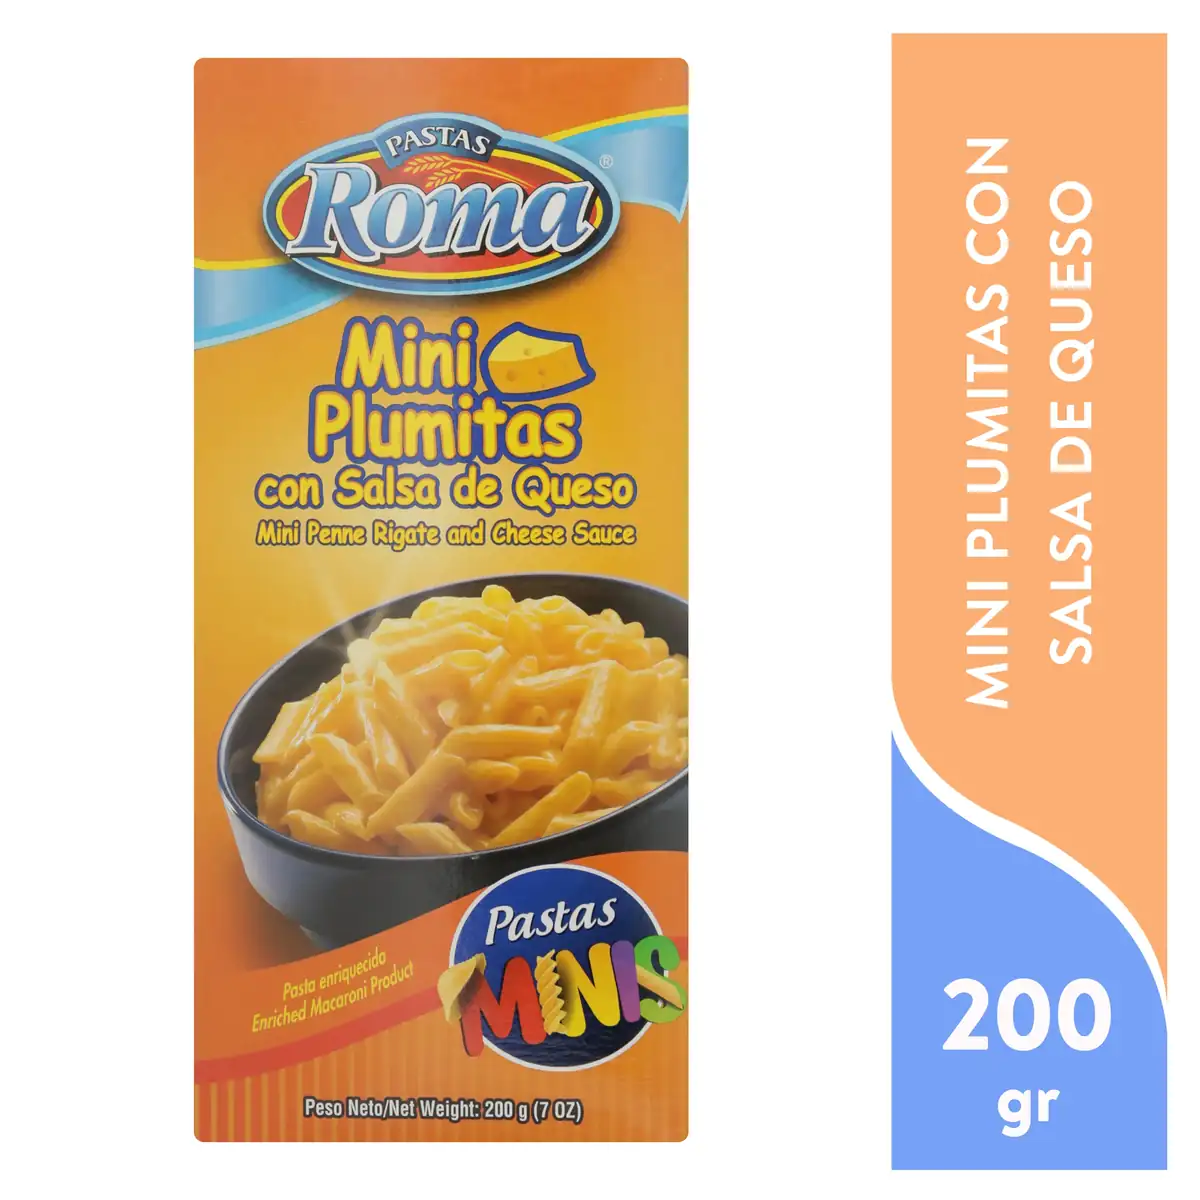 PASTAS
Roma®
Mini
Plumitas
con Salsa de Queso
Mini Penne Rigate and Cheese Sauce
Pasta enriquecida
Enriched Macaroni Product
Pastas
MINIS
Peso Neto/Net Weight: 200 g (7 OZ)
MINI PLUMITAS CON
SALSA DE QUESO
200
gr